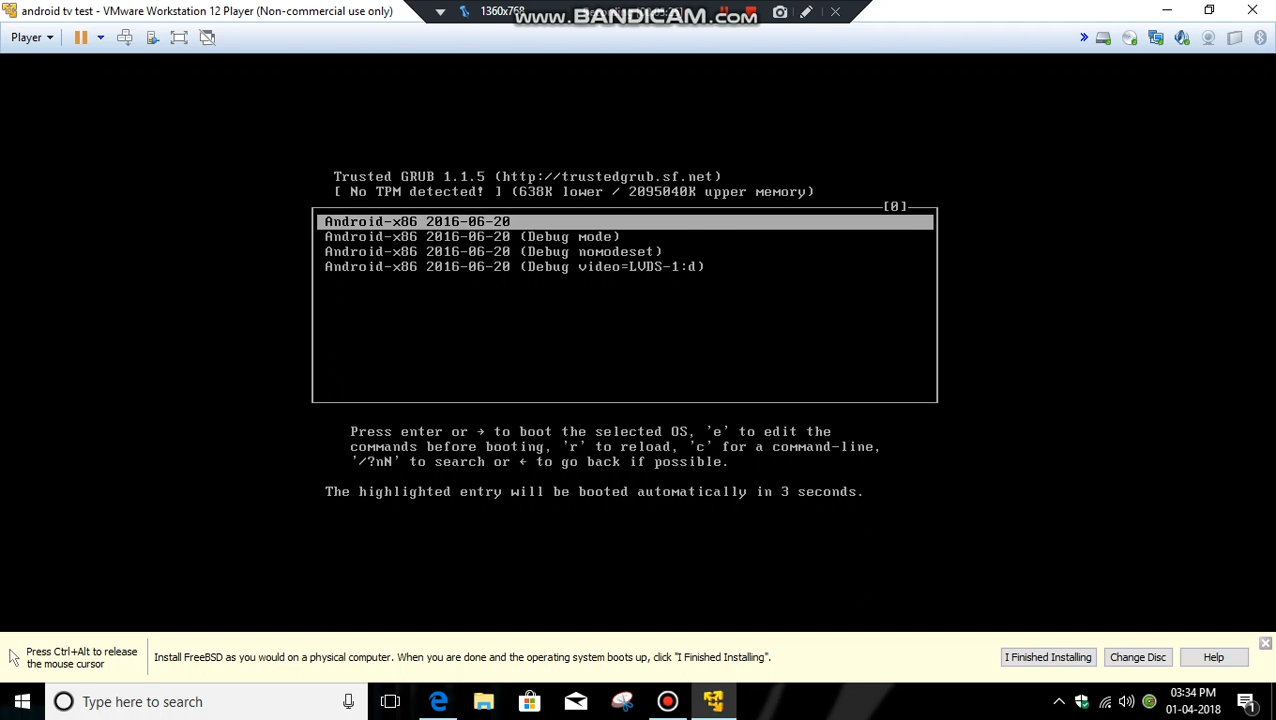 android tv test - VMware Workstation 12 Player (Non-commercial use only)
1360x768
www.BANDICAM.com
Player
Trusted GRUB 1.1.5 (http://trustedgrub.sf.net)
[ No TPM detected! ] (638K lower / 2095040K upper memory)
[0]
Android-x86 2016-06-20
Android-x86 2016-06-20 (Debug mode)
Android-x86 2016-06-20 (Debug nomodeset)
Android-x86 2016-06-20 (Debug video=LVDS-1:d)
Press enter or → to boot the selected OS, 'e' to edit the
commands before booting, 'r' to reload, 'c' for a command-line,
'/?nN' to search or ← to go back if possible.
The highlighted entry will be booted automatically in 3 seconds.
Press Ctrl+Alt to release
the mouse cursor
Install FreeBSD as you would on a physical computer. When you are done and the operating system boots up, click "I Finished Installing".
I Finished Installing
Change Disc
Help
Type here to search
03:34 PM
01-04-2018
1